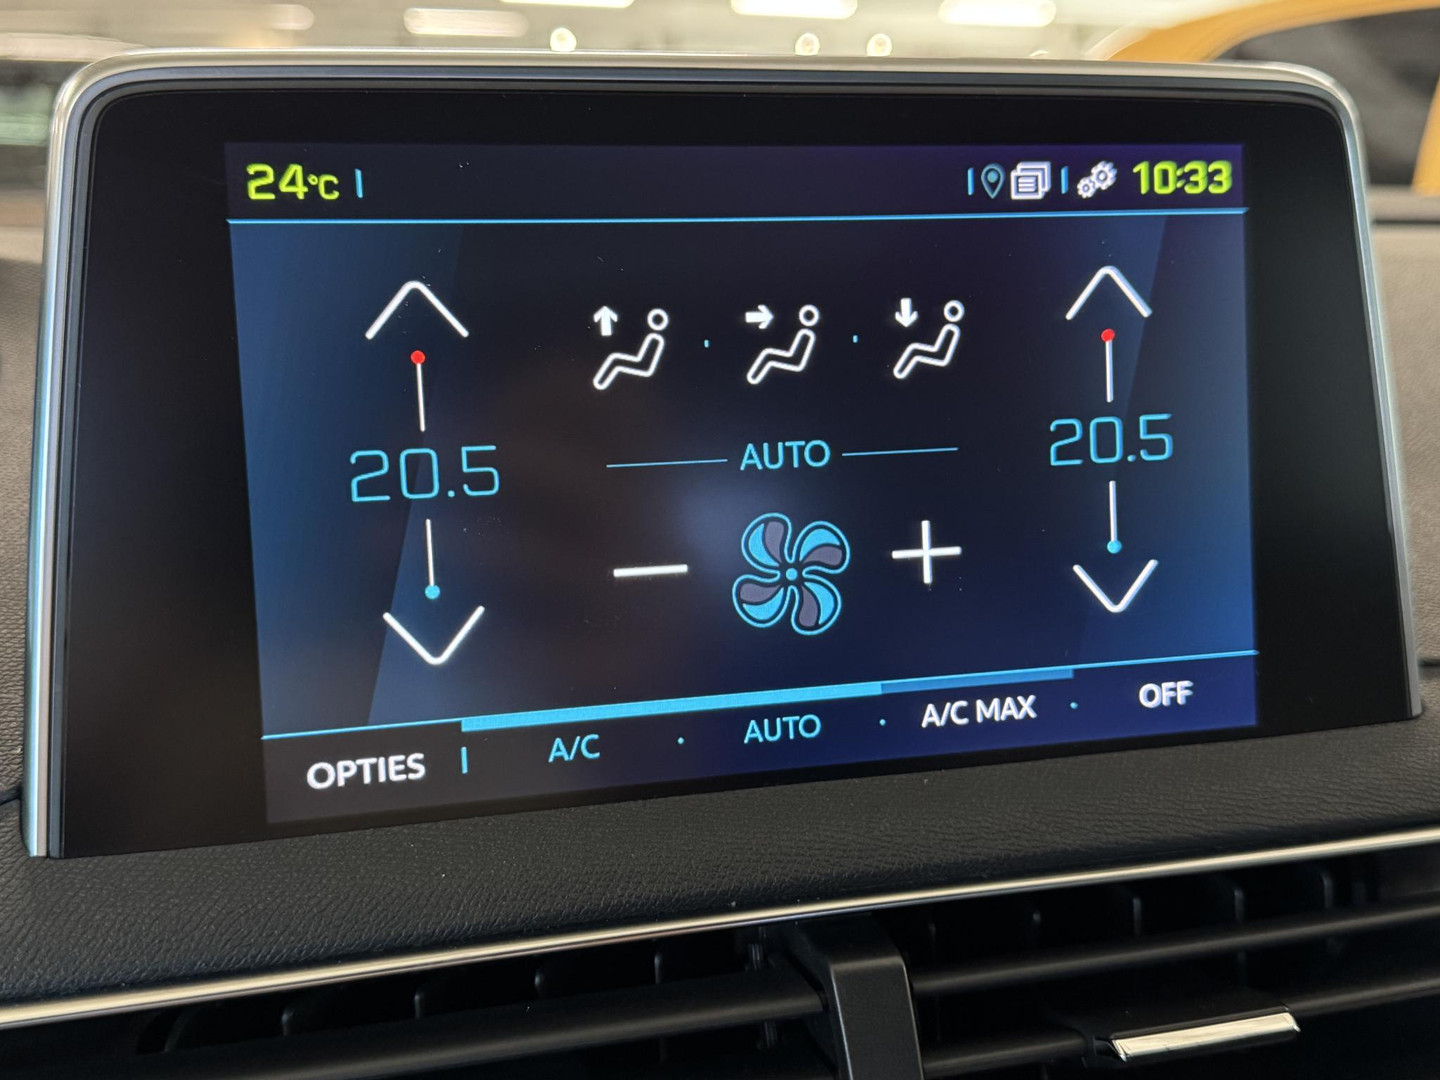 24°C 10:33
20.5 20.5
AUTO
OPTIES A/C AUTO A/C MAX OFF